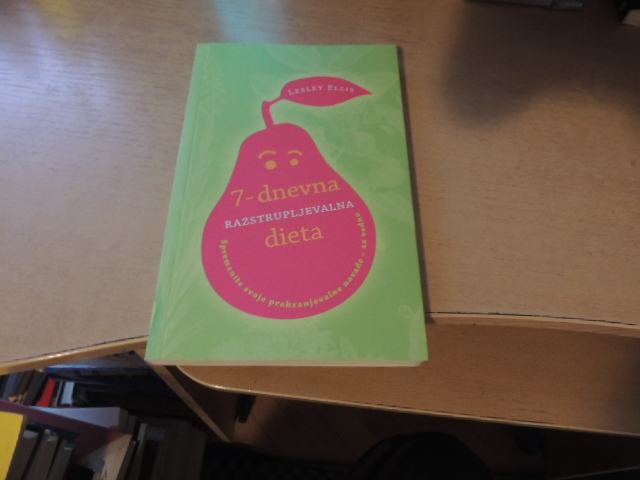 LESLEY ELLIS
7-dnevna
RAZSTRUPLJEVALNA
dieta
Spremenite svoje prehranjevalne navade – za vedno